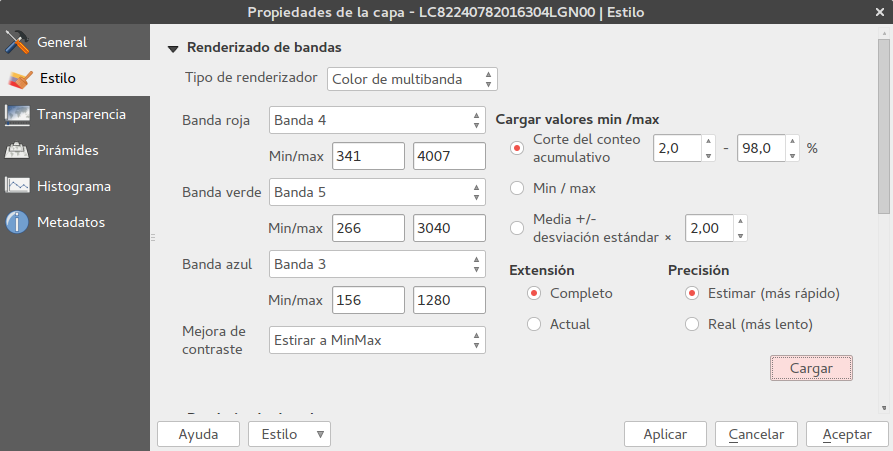 Propiedades de la capa - LC82240782016304LGN00 | Estilo
General
Estilo
Transparencia
Pirámides
Histograma
Metadatos
Renderizado de bandas
Tipo de renderizador Color de multibanda
Banda roja Banda 4
Min/max 341 4007
Banda verde Banda 5
Min/max 266 3040
Banda azul Banda 3
Min/max 156 1280
Mejora de
contraste Estirar a MinMax
Cargar valores min /max
Corte del conteo
acumulativo 2,0 - 98,0 %
Min / max
Media +/-
desviación estándar × 2,00
Extensión Precisión
Completo Estimar (más rápido)
Actual Real (más lento)
Cargar
Ayuda Estilo Aplicar Cancelar Aceptar